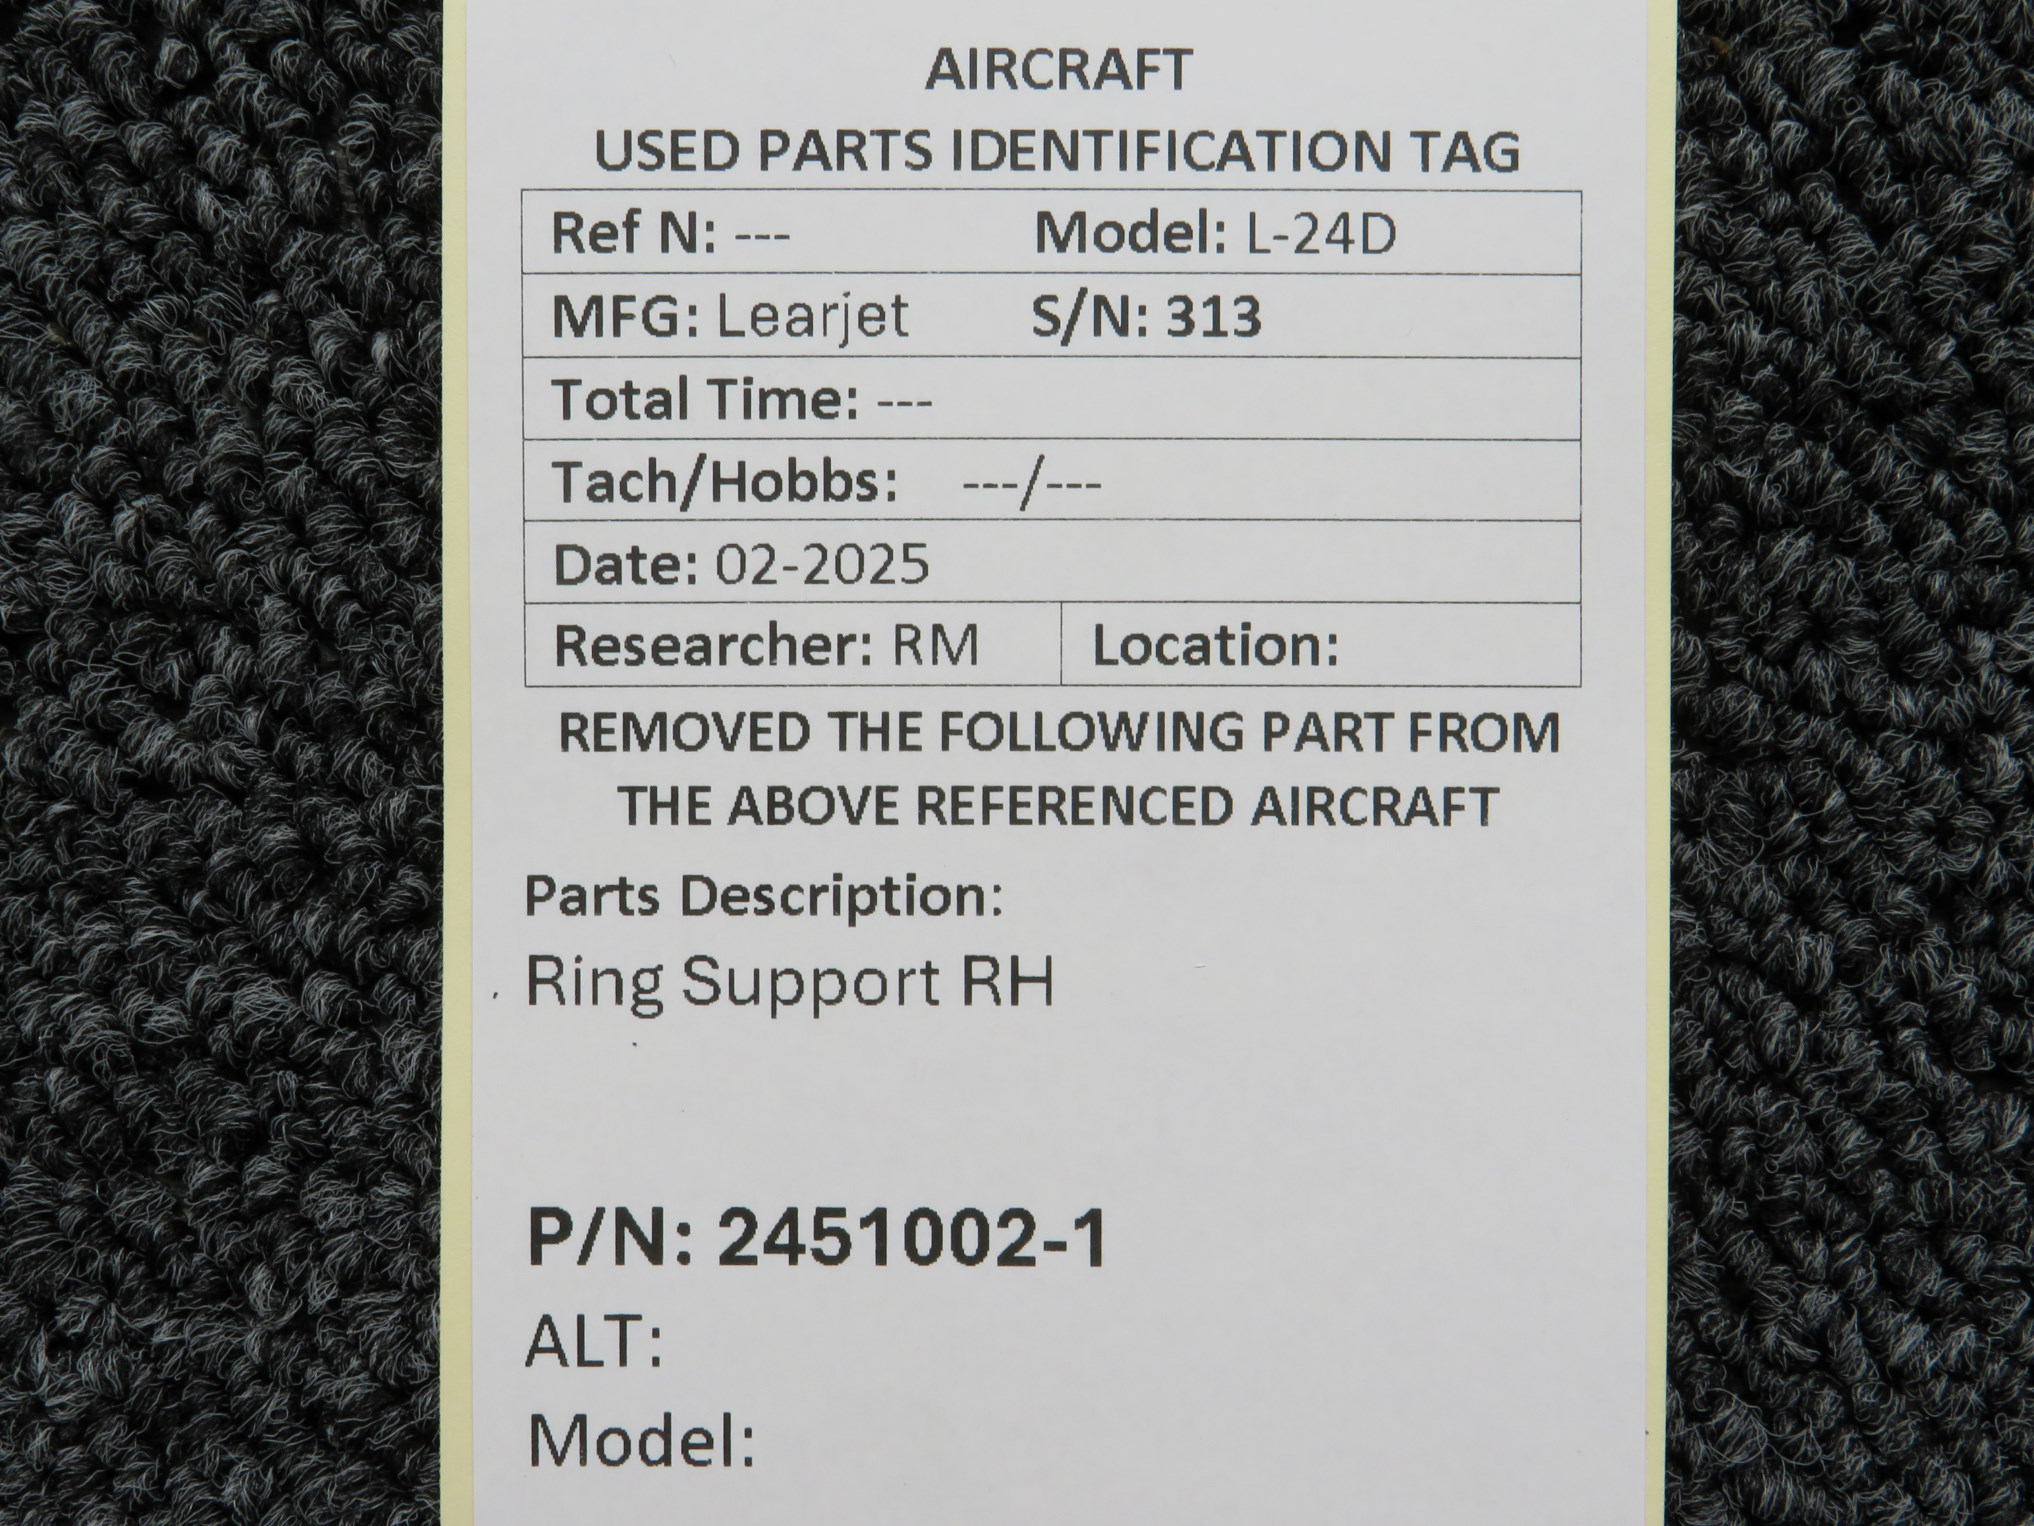 AIRCRAFT
USED PARTS IDENTIFICATION TAG
Ref N: --- Model: L-24D
MFG: Learjet S/N: 313
Total Time: ---
Tach/Hobbs: ---/---
Date: 02-2025
Researcher: RM Location:
REMOVED THE FOLLOWING PART FROM
THE ABOVE REFERENCED AIRCRAFT
Parts Description:
Ring Support RH
P/N: 2451002-1
ALT:
Model: